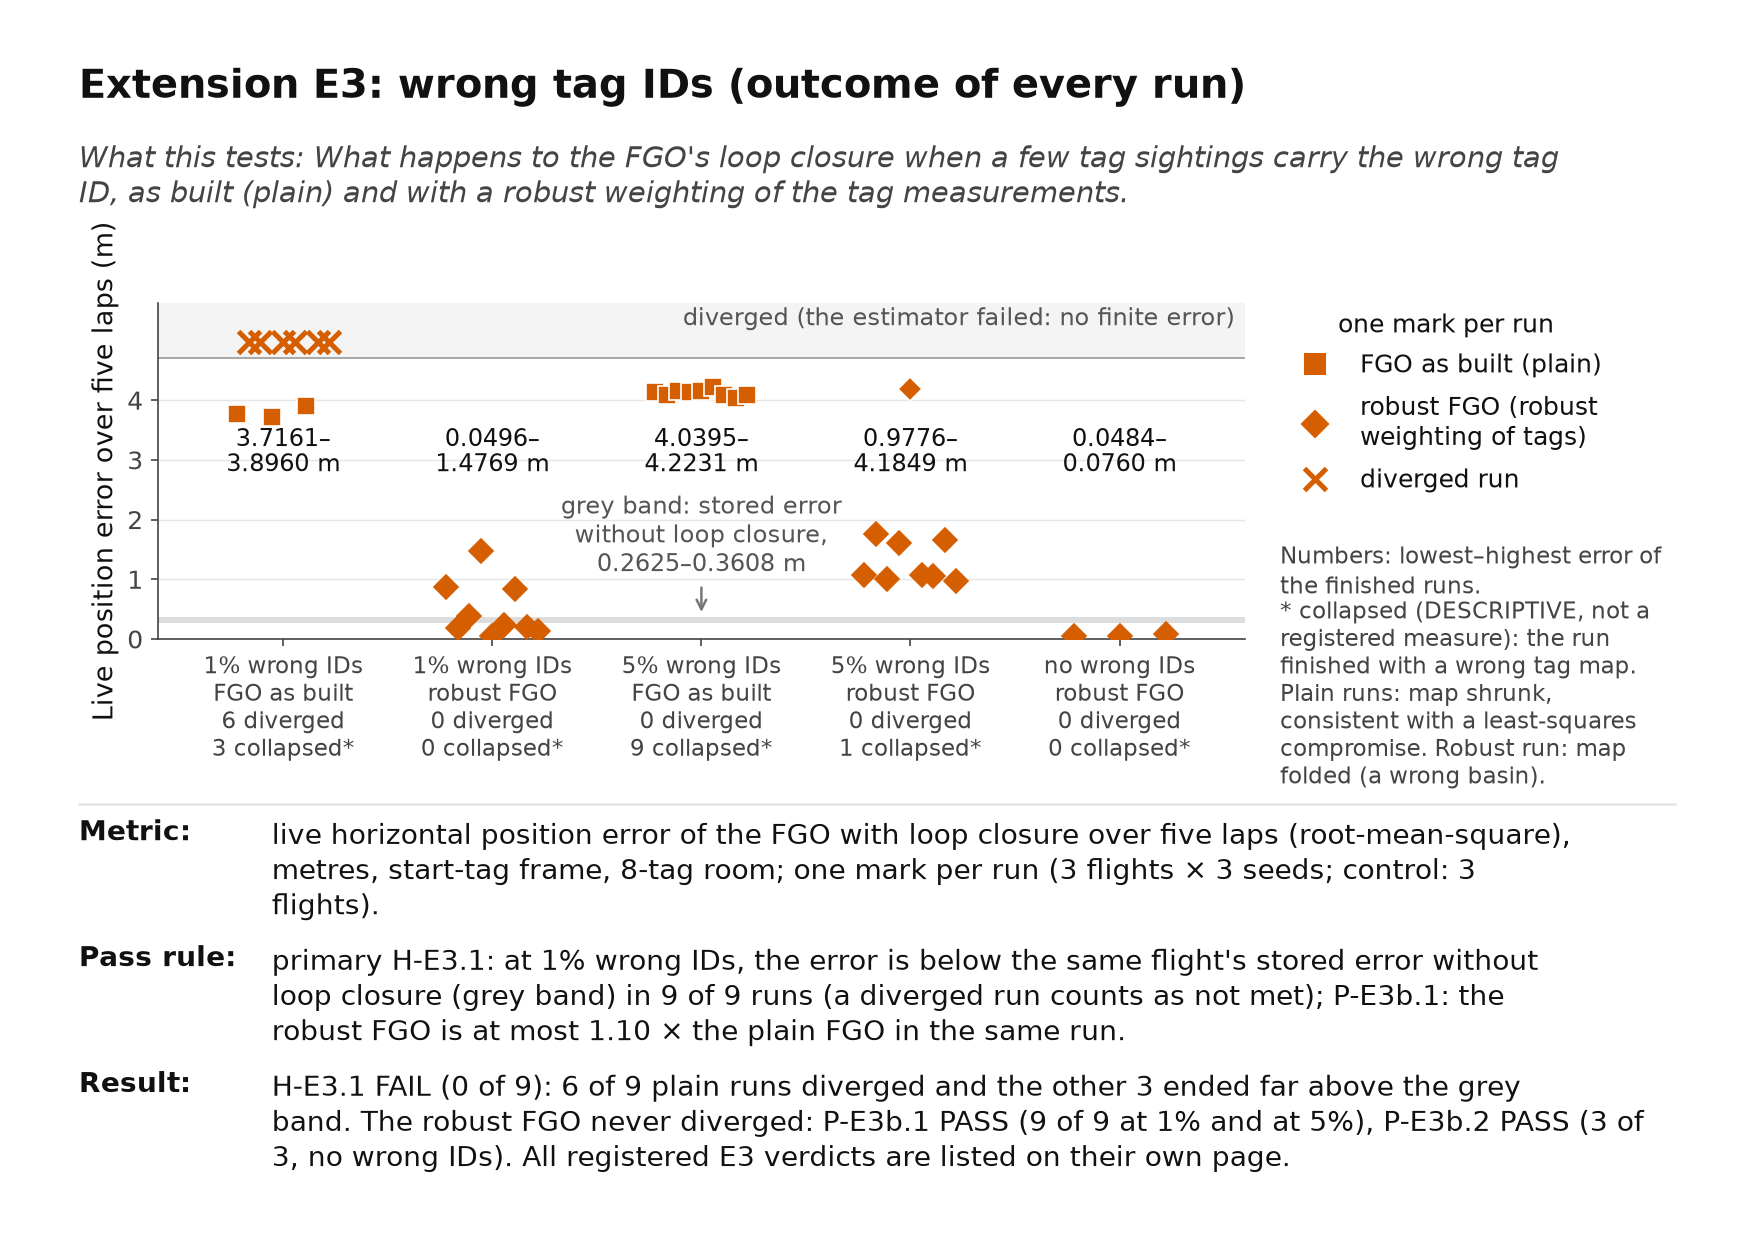 Extension E3: wrong tag IDs (outcome of every run)
What this tests: What happens to the FGO's loop closure when a few tag sightings carry the wrong tag
ID, as built (plain) and with a robust weighting of the tag measurements.
Live position error over five laps (m)
diverged (the estimator failed: no finite error)
4
3
2
1
0
3.7161–
3.8960 m
0.0496–
1.4769 m
4.0395–
4.2231 m
0.9776–
4.1849 m
0.0484–
0.0760 m
grey band: stored error
without loop closure,
0.2625–0.3608 m
1% wrong IDs
FGO as built
6 diverged
3 collapsed*
1% wrong IDs
robust FGO
0 diverged
0 collapsed*
5% wrong IDs
FGO as built
0 diverged
9 collapsed*
5% wrong IDs
robust FGO
0 diverged
1 collapsed*
no wrong IDs
robust FGO
0 diverged
0 collapsed*
one mark per run
FGO as built (plain)
robust FGO (robust
weighting of tags)
diverged run
Numbers: lowest–highest error of
the finished runs.
* collapsed (DESCRIPTIVE, not a
registered measure): the run
finished with a wrong tag map.
Plain runs: map shrunk,
consistent with a least-squares
compromise. Robust run: map
folded (a wrong basin).
Metric:
live horizontal position error of the FGO with loop closure over five laps (root-mean-square),
metres, start-tag frame, 8-tag room; one mark per run (3 flights × 3 seeds; control: 3
flights).
Pass rule:
primary H-E3.1: at 1% wrong IDs, the error is below the same flight's stored error without
loop closure (grey band) in 9 of 9 runs (a diverged run counts as not met); P-E3b.1: the
robust FGO is at most 1.10 × the plain FGO in the same run.
Result:
H-E3.1 FAIL (0 of 9): 6 of 9 plain runs diverged and the other 3 ended far above the grey
band. The robust FGO never diverged: P-E3b.1 PASS (9 of 9 at 1% and at 5%), P-E3b.2 PASS (3 of
3, no wrong IDs). All registered E3 verdicts are listed on their own page.